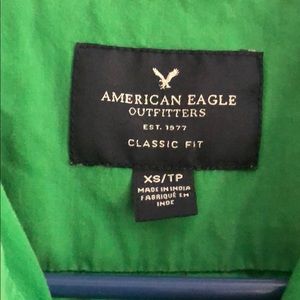 AMERICAN EAGLE
OUTFITTERS
EST. 1977
CLASSIC FIT
XS/TP
MADE IN INDIA
FABRIQUÉ EN
INDE